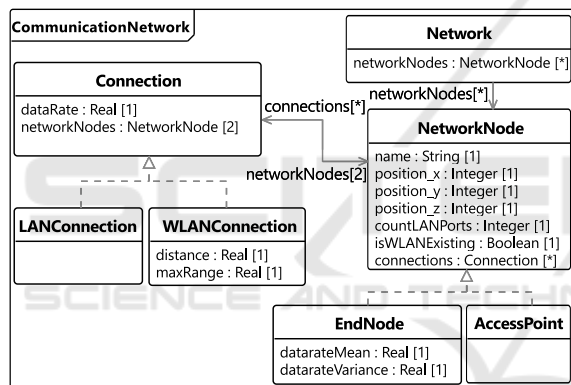 CommunicationNetwork
Network
networkNodes : NetworkNode [*]
Connection
dataRate : Real [1]
networkNodes : NetworkNode [2]
connections[*]
networkNodes[*]
networkNodes[2]
NetworkNode
name : String [1]
position_x : Integer [1]
position_y : Integer [1]
position_z : Integer [1]
countLANPorts : Integer [1]
isWLANExisting : Boolean [1]
connections : Connection [*]
LANConnection
WLANConnection
distance : Real [1]
maxRange : Real [1]
EndNode
datarateMean : Real [1]
datarateVariance : Real [1]
AccessPoint